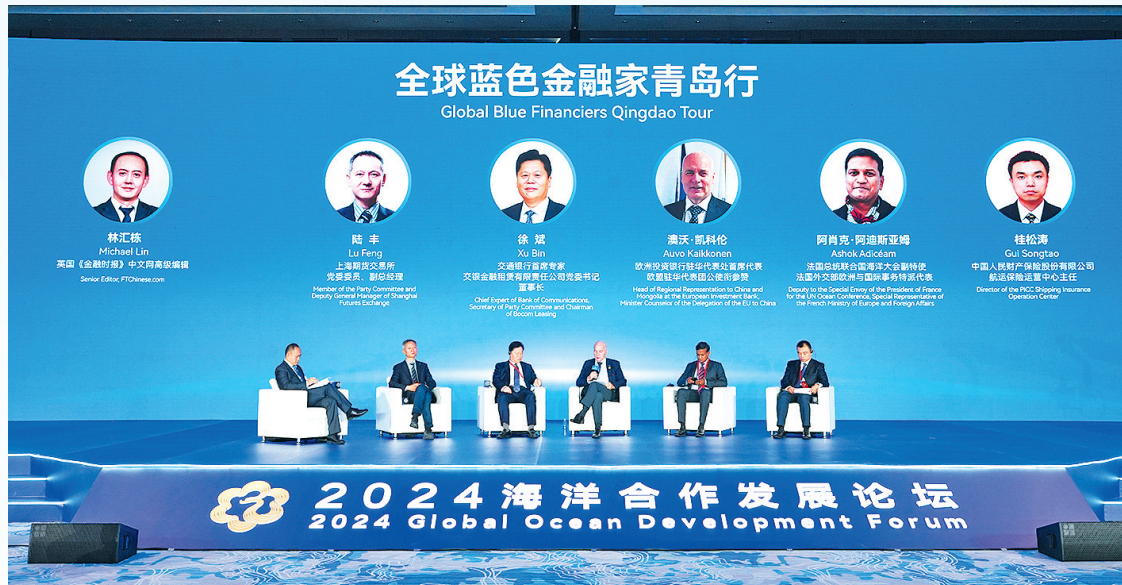 全球蓝色金融家青岛行
Global Blue Financiers Qingdao Tour
林汇栋
Michael Lin
英国《金融时报》中文网高级编辑
Senior Editor, FTChinese.com
陆 丰
Lu Feng
上海期货交易所
党委委员、副总经理
Member of the Party Committee and
Deputy General Manager of Shanghai
Futures Exchange
徐 斌
Xu Bin
交通银行首席专家
交银金融租赁有限责任公司党委书记
董事长
Chief Expert of Bank of Communications,
Secretary of Party Committee and Chairman
of Bocom Leasing
澳沃·凯科伦
Auvo Kaikkonen
欧洲投资银行驻华代表处首席代表
欧盟驻华代表团公使衔参赞
Head of Regional Representation to China and
Mongolia at the European Investment Bank,
Minister Counselor of the Delegation of the EU to China
阿肖克·阿迪斯亚姆
Ashok Adicéam
法国总统联合国海洋大会副特使
法国外交部欧洲与国际事务特派代表
Deputy to the Special Envoy of the President of France
for the UN Ocean Conference, Special Representative of
the French Ministry of Europe and Foreign Affairs
桂松涛
Gui Songtao
中国人民财产保险股份有限公司
航运保险运营中心主任
Director of the PICC Shipping Insurance
Operation Center
2024海洋合作发展论坛
2024 Global Ocean Development Forum